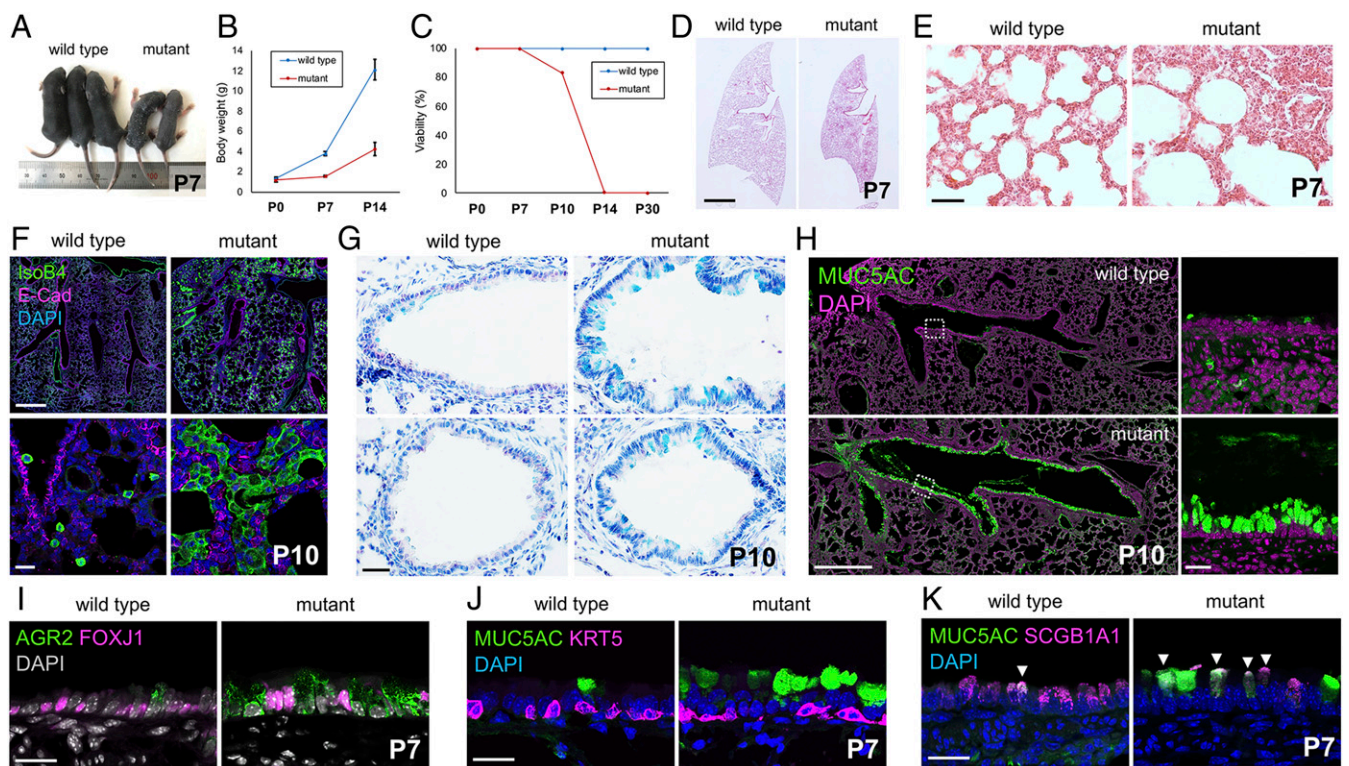 A
wild type
mutant
P7
B
Body weight (g)
14
12
10
8
6
4
2
0
wild type
mutant
P0
P7
P14
C
Viability (%)
100
80
60
40
20
0
wild type
mutant
P0
P7
P10
P14
P30
D
wild type
mutant
P7
E
wild type
mutant
P7
F
wild type
mutant
IsoB4
E-Cad
DAPI
P10
G
wild type
mutant
P10
H
MUC5AC
DAPI
wild type
mutant
P10
I
wild type
mutant
AGR2 FOXJ1
DAPI
P7
J
wild type
mutant
MUC5AC KRT5
DAPI
P7
K
wild type
mutant
MUC5AC SCGB1A1
DAPI
P7